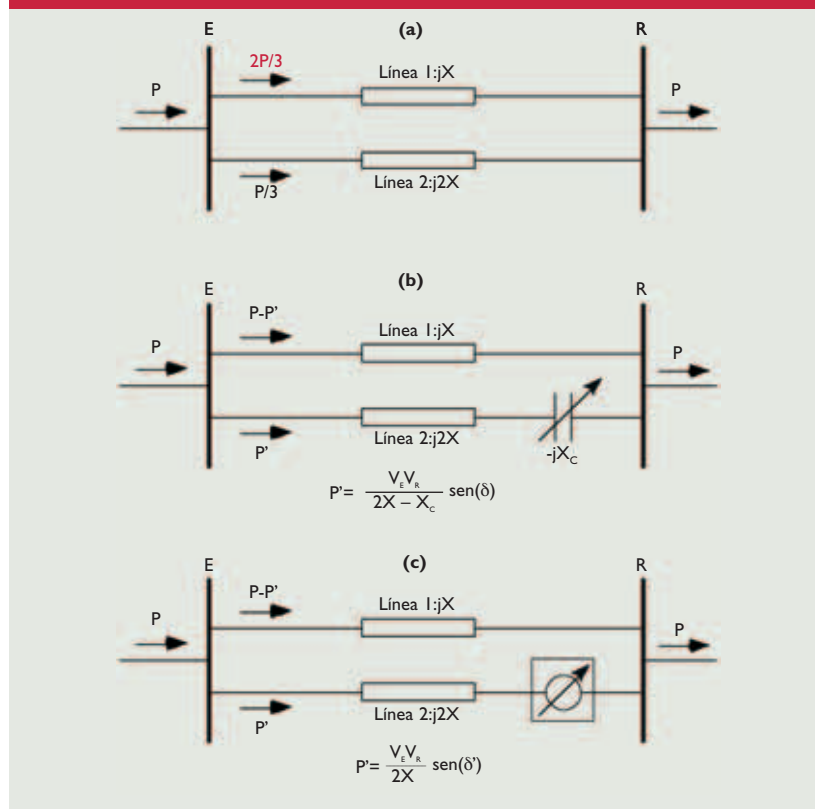 E (a) R
2P/3
Línea 1:jX
P P
Línea 2:j2X
P/3
(b)
E R
P-P'
Línea 1:jX
P P
Línea 2:j2X
P' -jX_C
P'= V_E V_R / 2X – X_C sen(δ)
(c)
E R
P-P'
Línea 1:jX
P P
Línea 2:j2X
P'
P'= V_E V_R / 2X sen(δ')